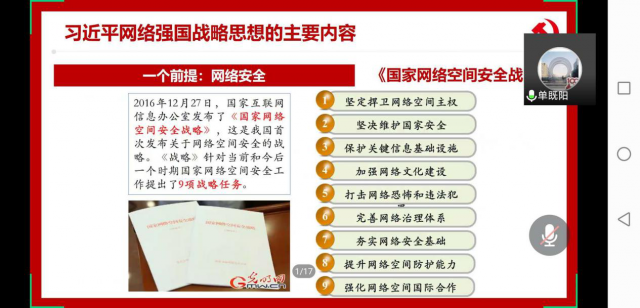 习近平网络强国战略思想的主要内容
一个前提：网络安全
《国家网络空间安全战
2016年12月27日，国家互联网
信息办公室发布了《国家网络
空间安全战略》，这是我国首
次发布关于网络空间安全的战
略。《战略》针对当前和今后
一个时期国家网络空间安全工
作提出了9项战略任务。
1 坚定捍卫网络空间主权
2 坚决维护国家安全
3 保护关键信息基础设施
4 加强网络文化建设
5 打击网络恐怖和违法犯
6 完善网络治理体系
7 夯实网络安全基础
8 提升网络空间防护能力
9 强化网络空间国际合作
单既阳
1/17
光明网